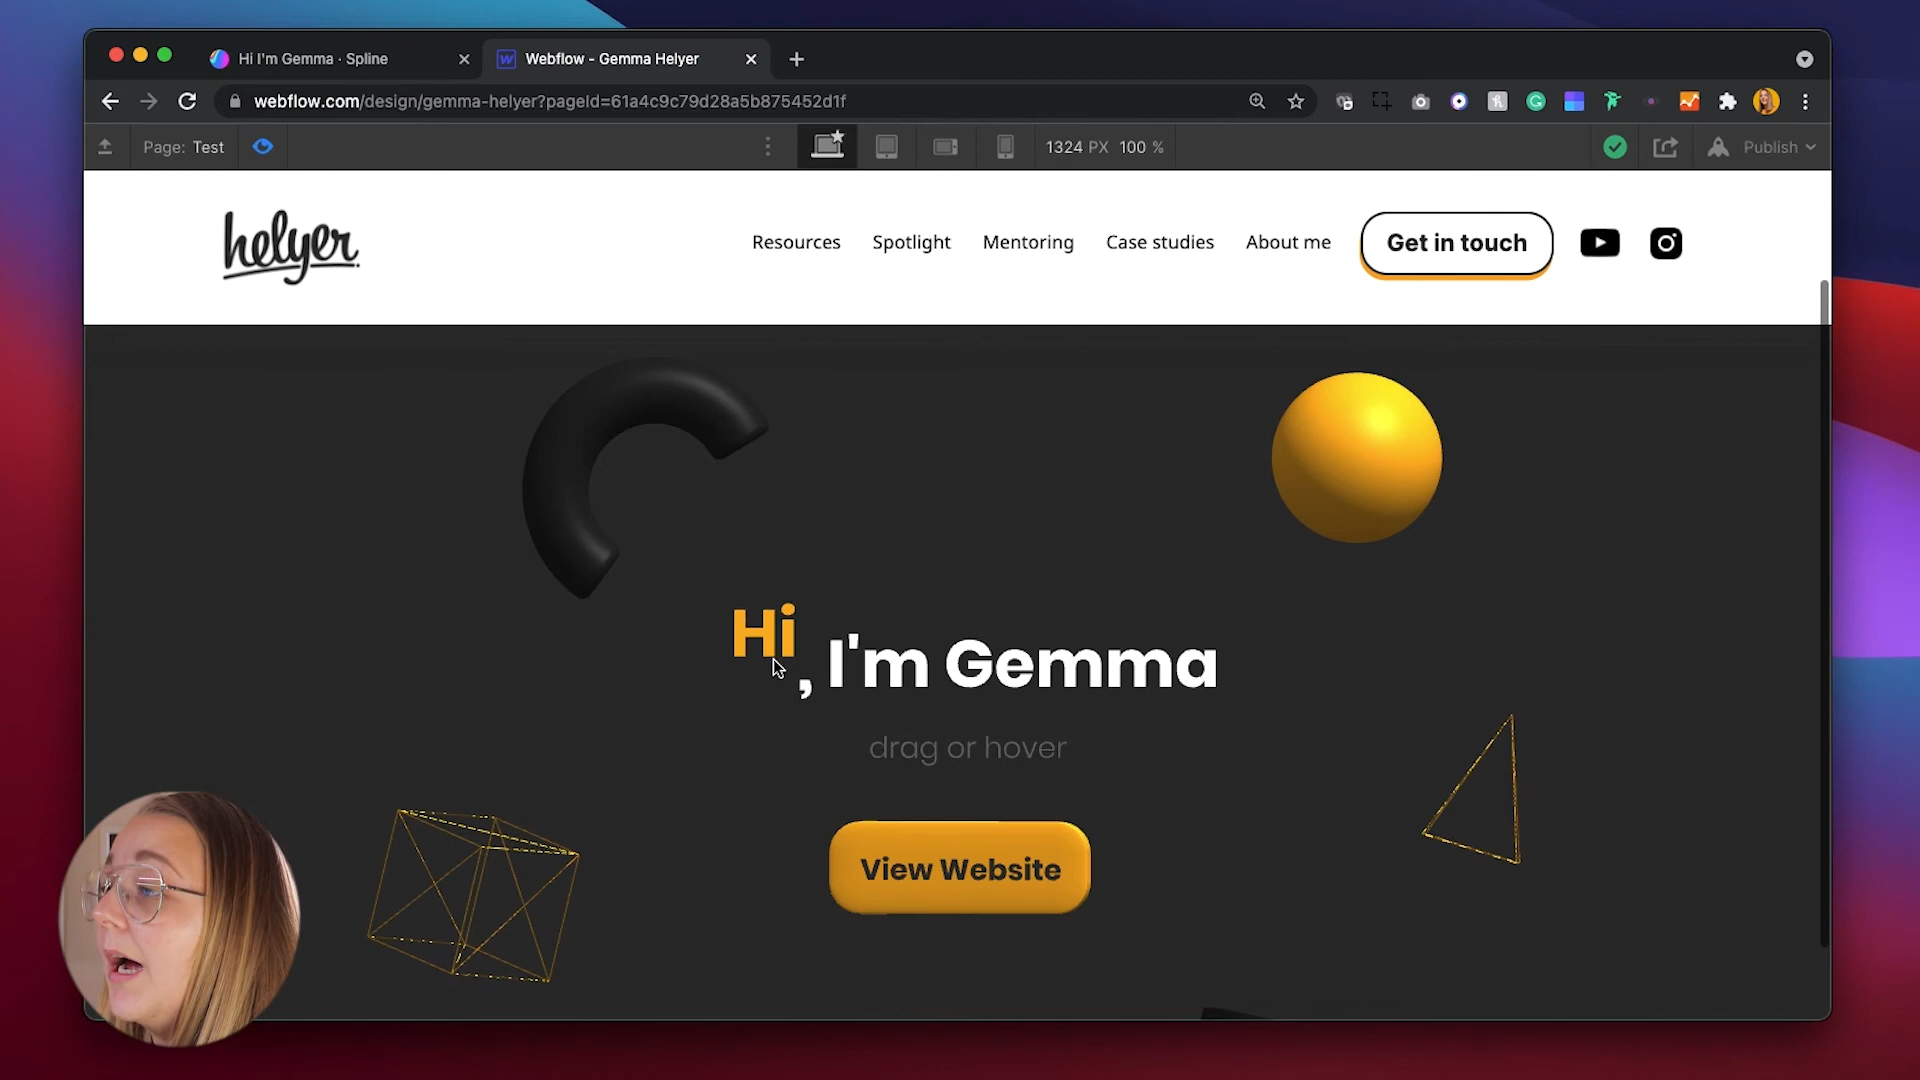 Hi I'm Gemma · Spline
Webflow - Gemma Helyer
webflow.com/design/gemma-helyer?pageId=61a4c9c79d28a5b875452d1f
Page: Test
1324 PX 100 %
Publish
helyer.
Resources
Spotlight
Mentoring
Case studies
About me
Get in touch
Hi, I'm Gemma
drag or hover
View Website